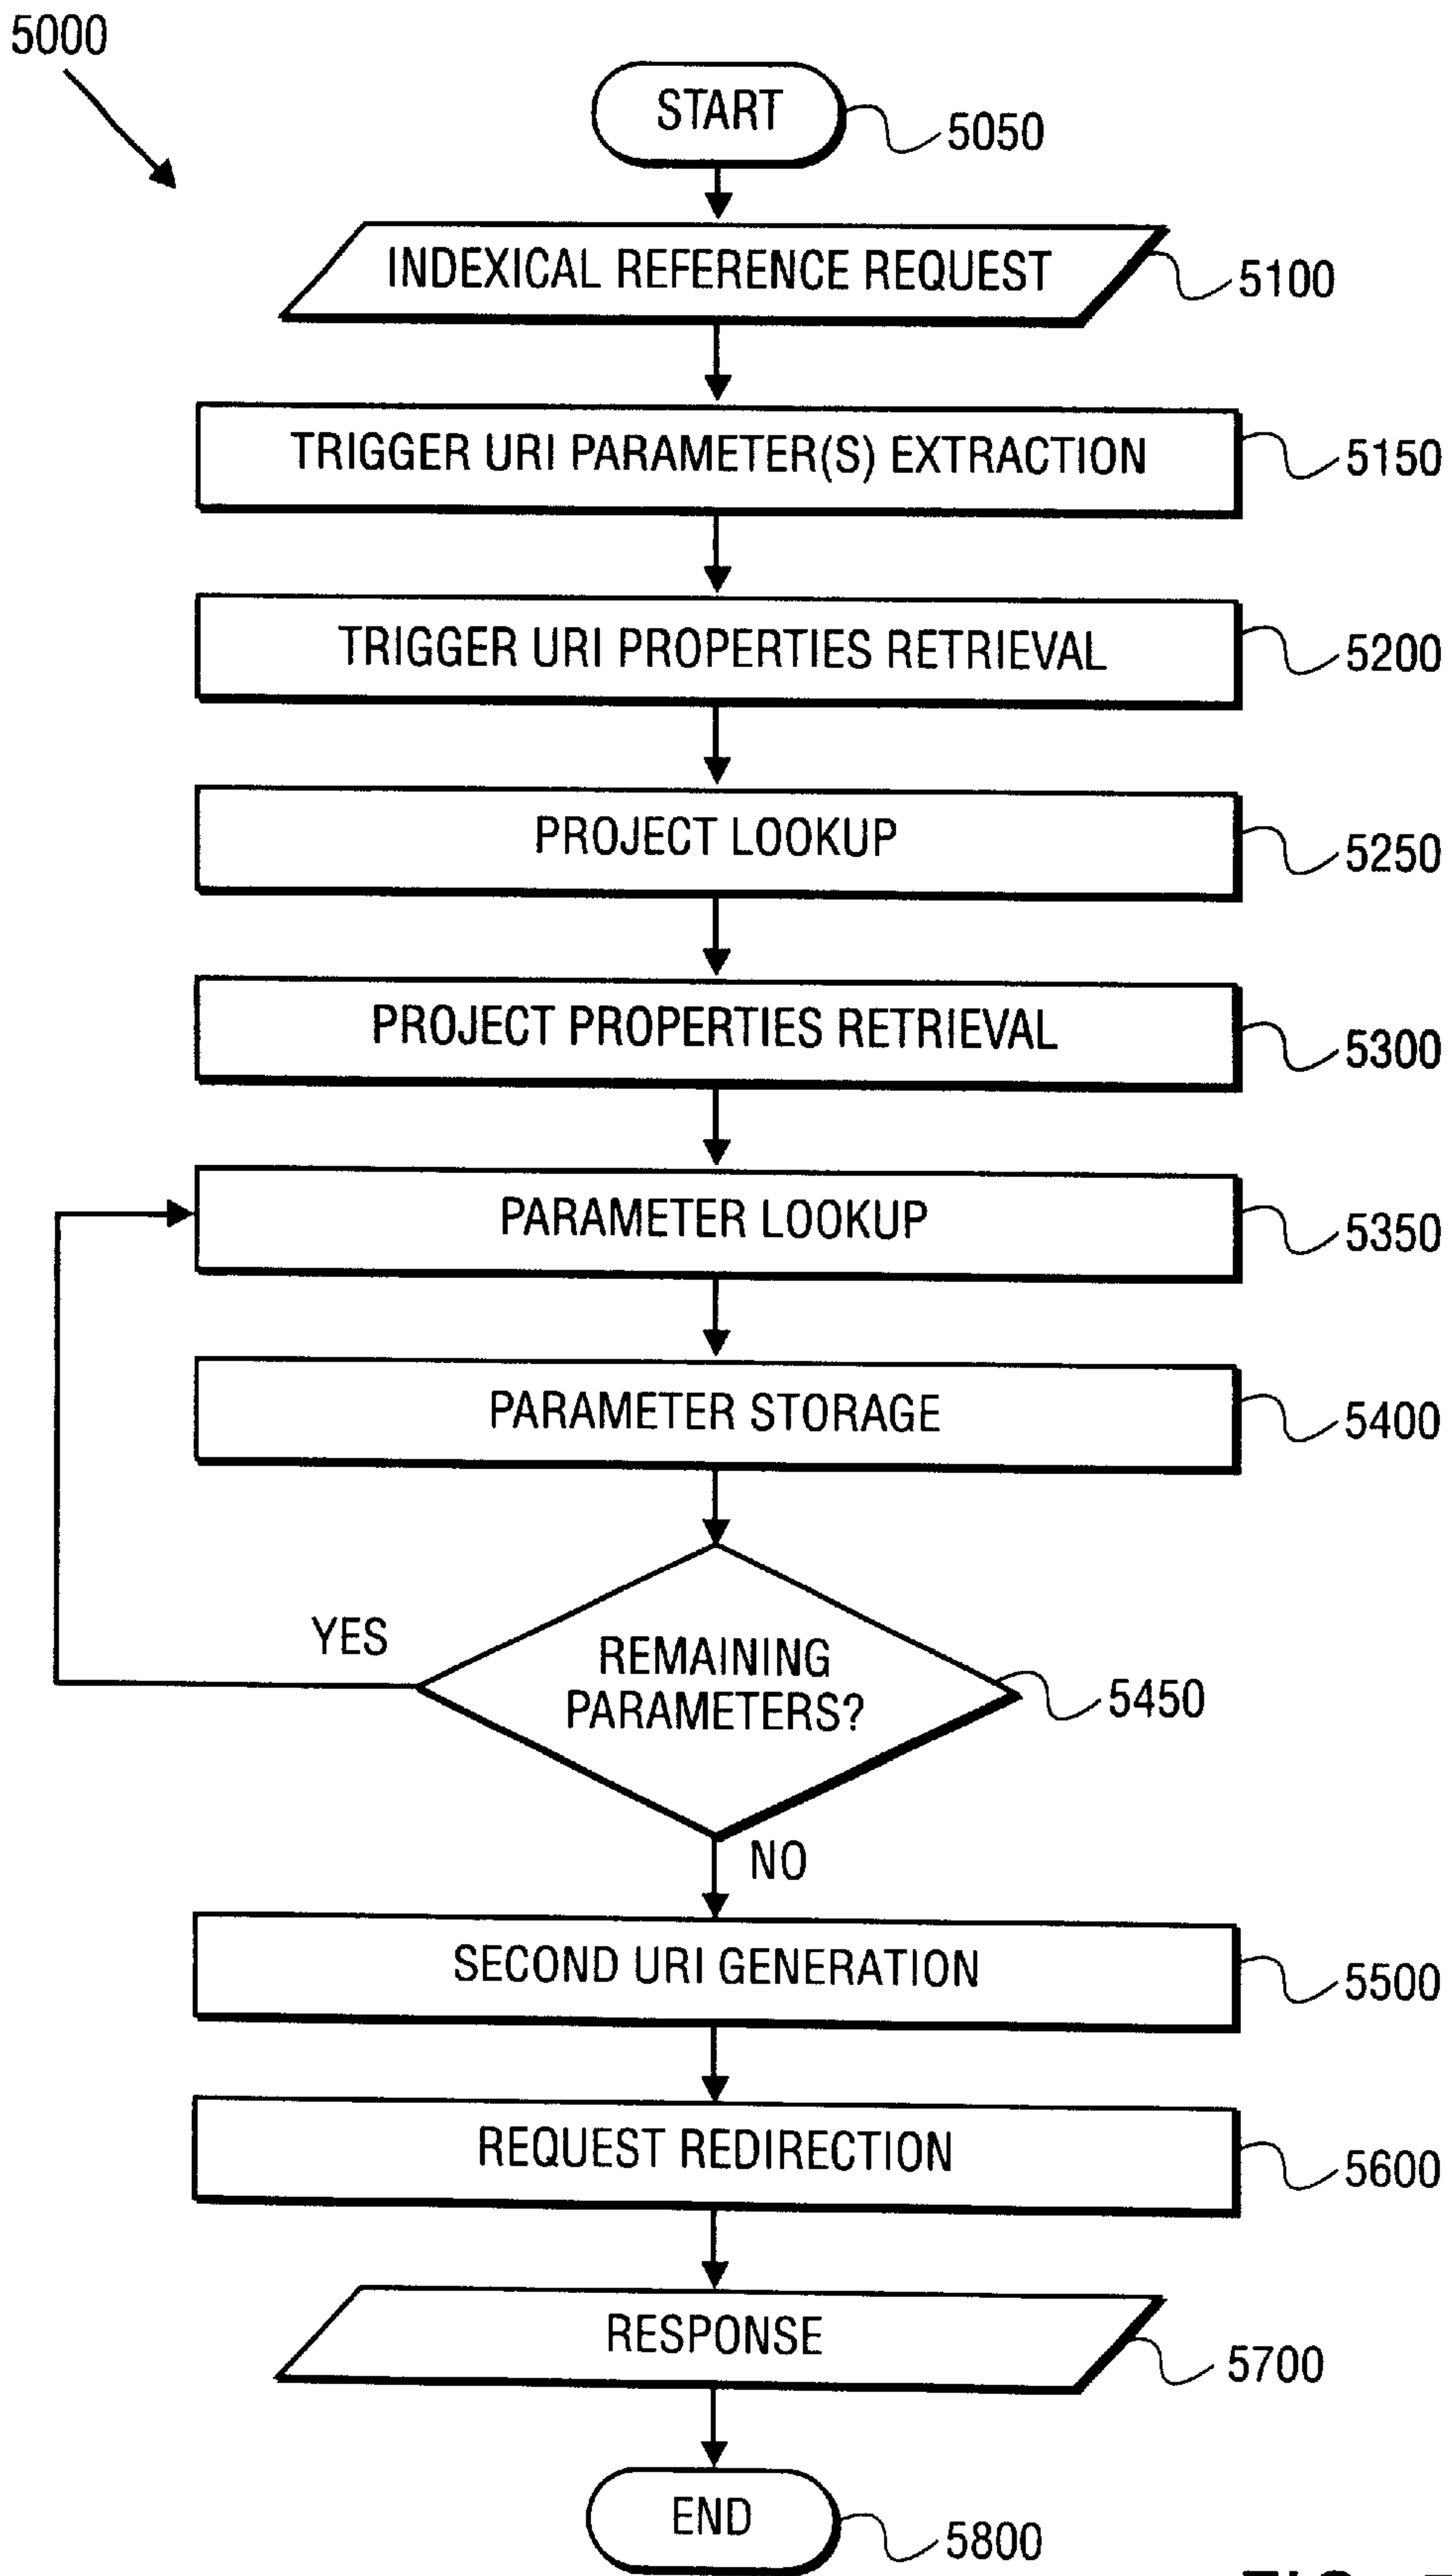 5000
START
5050
INDEXICAL REFERENCE REQUEST
5100
TRIGGER URI PARAMETER(S) EXTRACTION
5150
TRIGGER URI PROPERTIES RETRIEVAL
5200
PROJECT LOOKUP
5250
PROJECT PROPERTIES RETRIEVAL
5300
PARAMETER LOOKUP
5350
PARAMETER STORAGE
5400
YES
REMAINING
PARAMETERS?
5450
NO
SECOND URI GENERATION
5500
REQUEST REDIRECTION
5600
RESPONSE
5700
END
5800